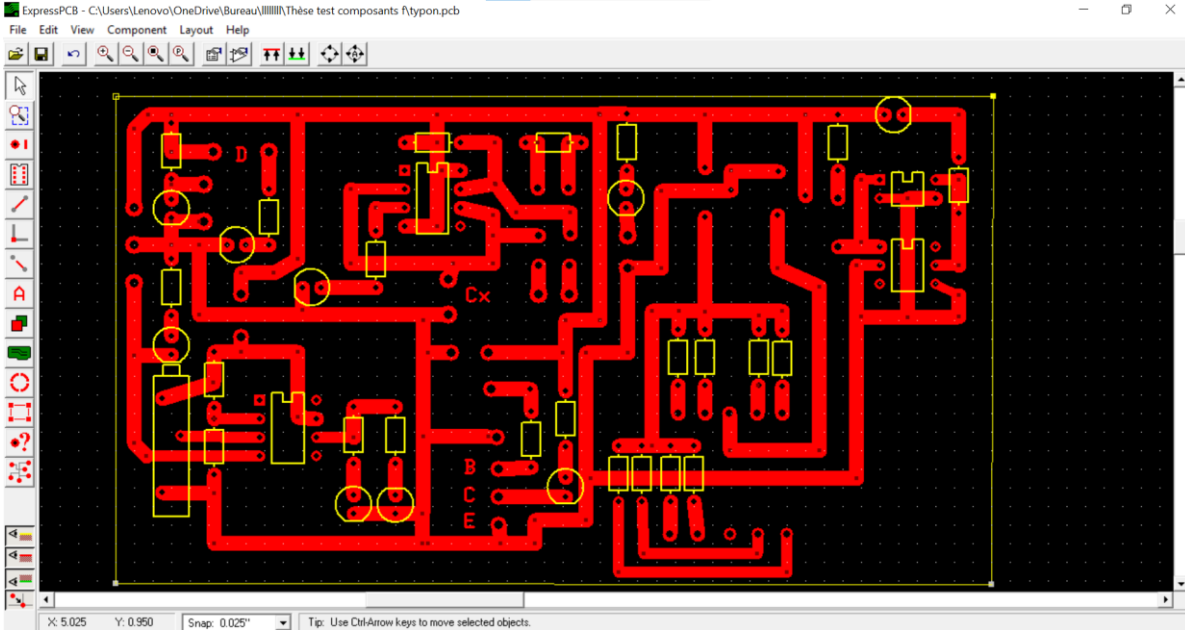 ExpressPCB - C:\Users\Lenovo\OneDrive\Bureau\lllllll\Thèse test composants f\typon.pcb
File Edit View Component Layout Help
D
Cx
B
C
E
X: 5.025 Y: 0.950 Snap: 0.025" Tip: Use Ctrl-Arrow keys to move selected objects.